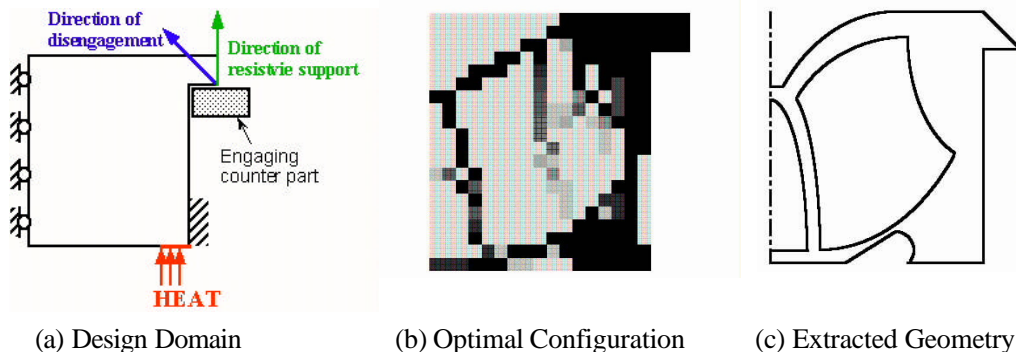 Direction of
disengagement
Direction of
resistvie support
Engaging
counter part
HEAT
(a) Design Domain
(b) Optimal Configuration
(c) Extracted Geometry